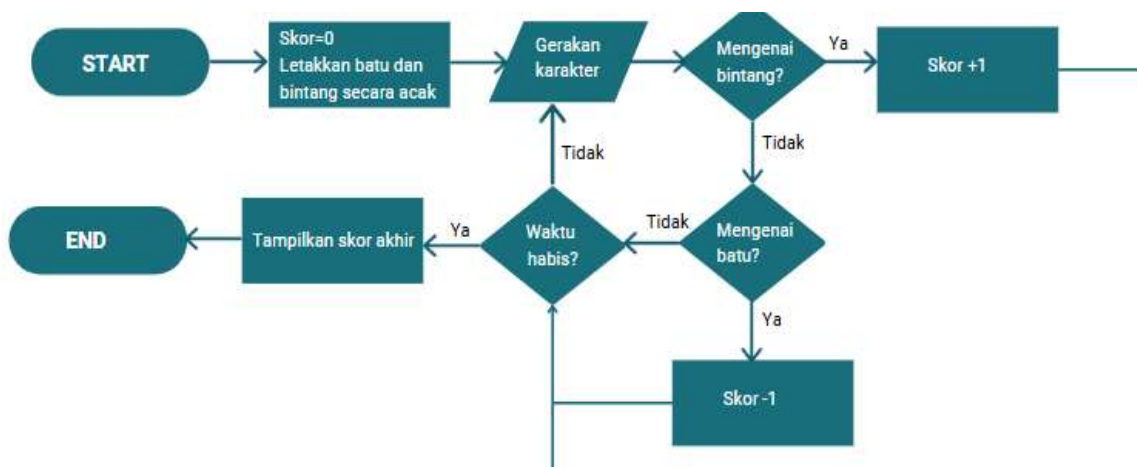 START
Skor=0
Letakkan batu dan
bintang secara acak
Gerakan
karakter
Mengenai
bintang?
Ya
Skor +1
Tidak
Tidak
END
Tampilkan skor akhir
Ya
Waktu
habis?
Tidak
Mengenai
batu?
Ya
Skor -1